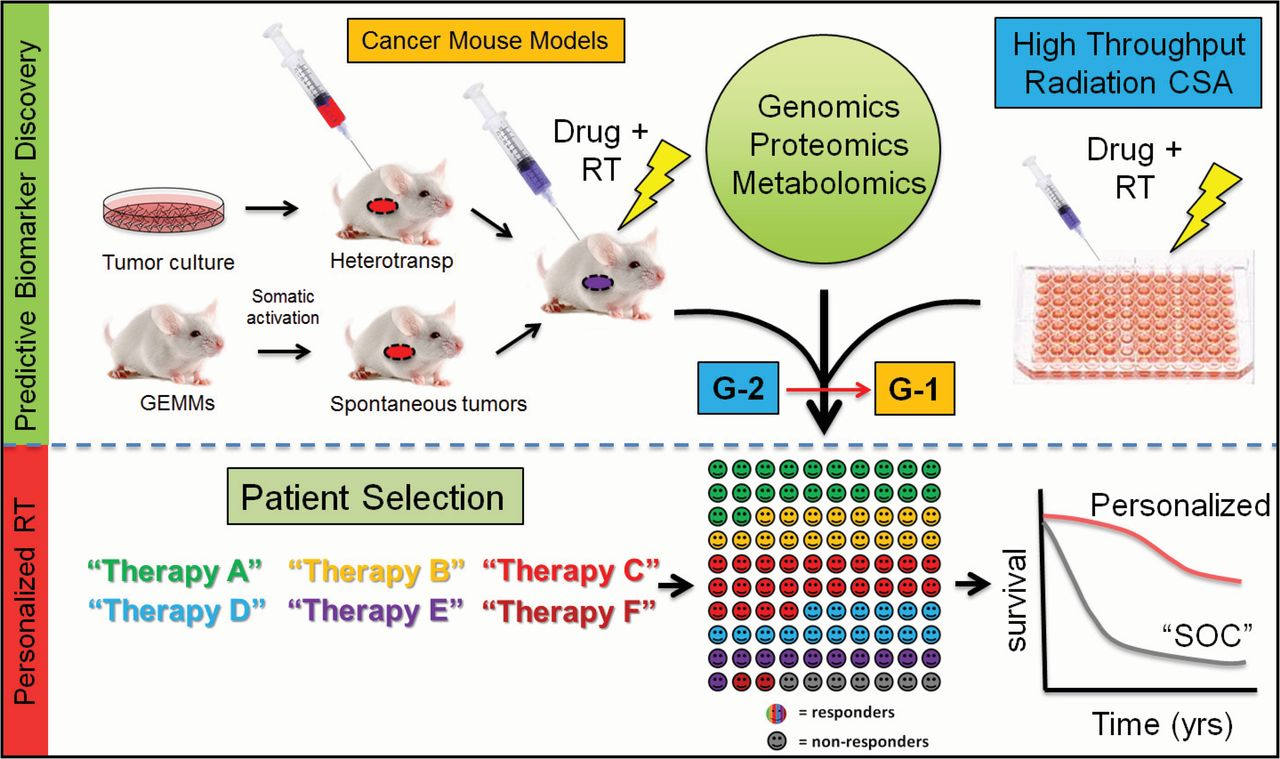 Predictive Biomarker Discovery
Cancer Mouse Models
High Throughput
Radiation CSA
Genomics
Proteomics
Metabolomics
Drug +
RT
Drug +
RT
Tumor culture
Heterotransp
Somatic
activation
GEMMs
Spontaneous tumors
G-2
G-1
Personalized RT
Patient Selection
“Therapy A” “Therapy B” “Therapy C”
“Therapy D” “Therapy E” “Therapy F”
= responders
= non-responders
survival
Personalized
“SOC”
Time (yrs)